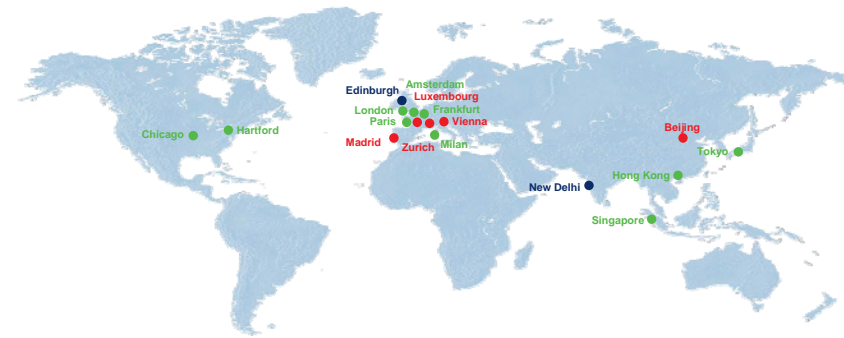 Amsterdam
Edinburgh
Luxembourg
London
Frankfurt
Paris
Vienna
Beijing
Chicago
Hartford
Madrid
Zurich
Milan
Tokyo
Hong Kong
New Delhi
Singapore